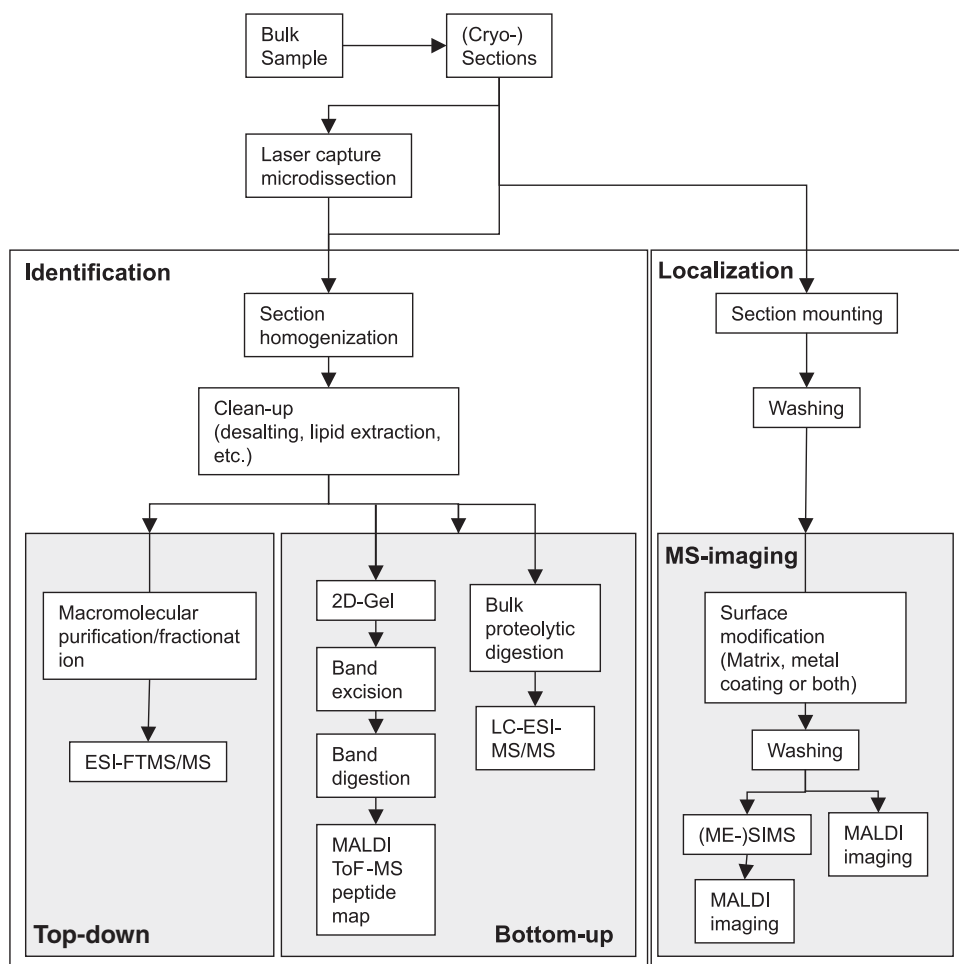 Bulk
Sample
(Cryo-)
Sections
Laser capture
microdissection
Identification
Section
homogenization
Clean-up
(desalting, lipid extraction,
etc.)
Macromolecular
purification/fractionat
ion
ESI-FTMS/MS
Top-down
2D-Gel
Band
excision
Band
digestion
MALDI
ToF-MS
peptide
map
Bulk
proteolytic
digestion
LC-ESI-
MS/MS
Bottom-up
Localization
Section mounting
Washing
MS-imaging
Surface
modification
(Matrix, metal
coating or both)
Washing
(ME-)SIMS
MALDI
imaging
MALDI
imaging